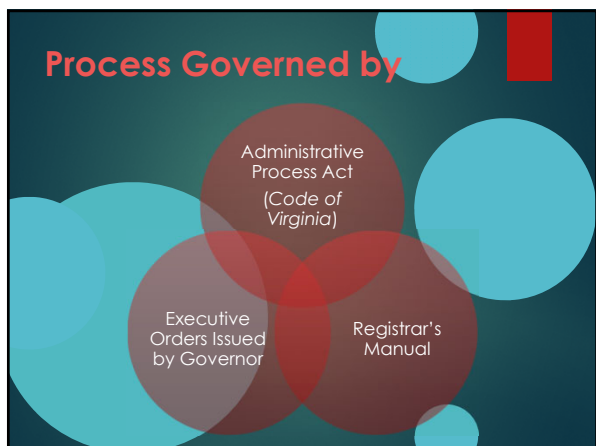 Process Governed by
Administrative
Process Act
(Code of
Virginia)
Executive
Orders Issued
by Governor
Registrar's
Manual